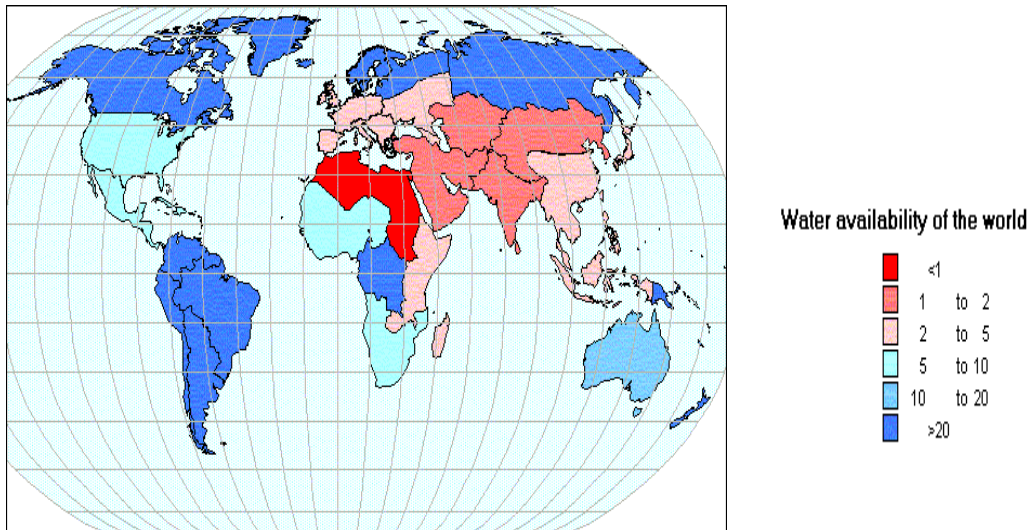 Water availability of the world
<1
1 to 2
2 to 5
5 to 10
10 to 20
>20